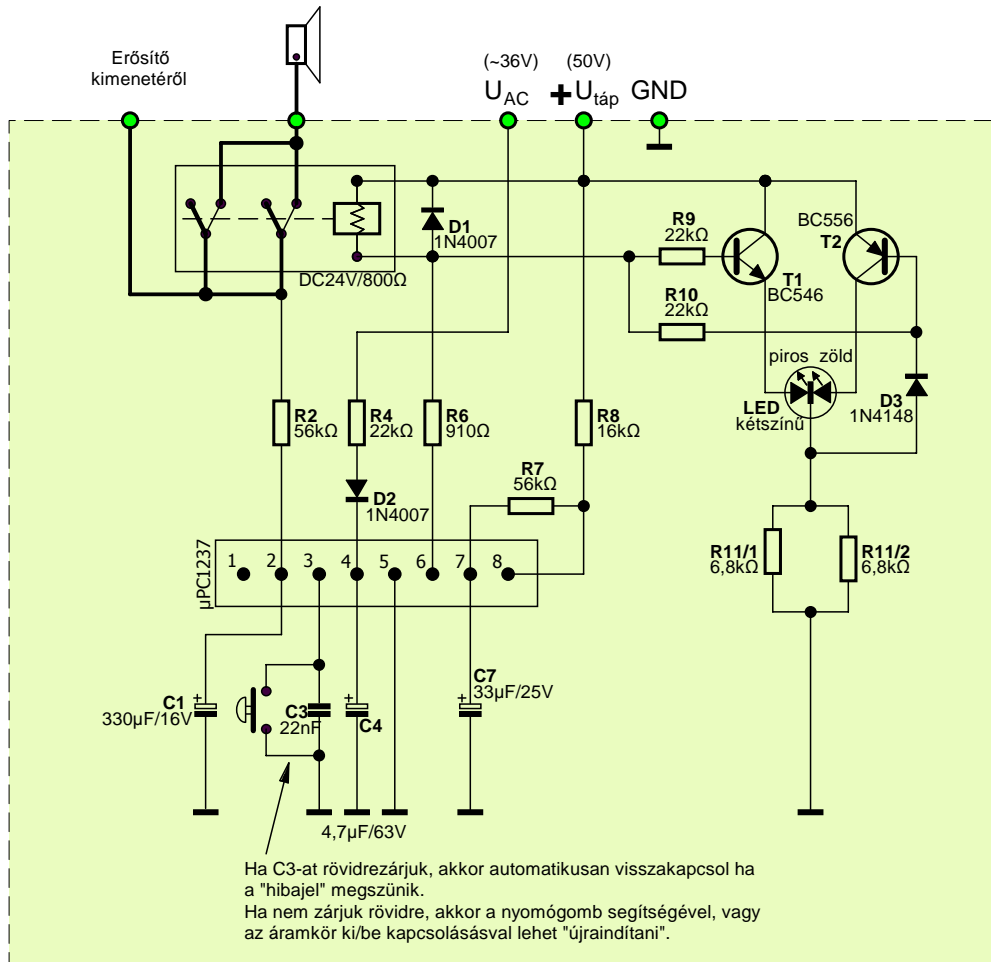 Erősítő
kimenetéről
(~36V)
(50V)
UAC
+Utáp
GND
D1
1N4007
DC24V/800Ω
R9
22kΩ
R10
22kΩ
T1
BC546
BC556
T2
piros zöld
LED
kétszínű
D3
1N4148
R2
56kΩ
R4
22kΩ
R6
910Ω
R8
16kΩ
R7
56kΩ
D2
1N4007
µPC1237
1 2 3 4 5 6 7 8
R11/1
6,8kΩ
R11/2
6,8kΩ
+
C1
330µF/16V
C3
22nF
+
C4
4,7µF/63V
+
C7
33µF/25V
Ha C3-at rövidrezárjuk, akkor automatikusan visszakapcsol ha
a "hibajel" megszünik.
Ha nem zárjuk rövidre, akkor a nyomógomb segítségével, vagy
az áramkör ki/be kapcsolásásval lehet "újraindítani".